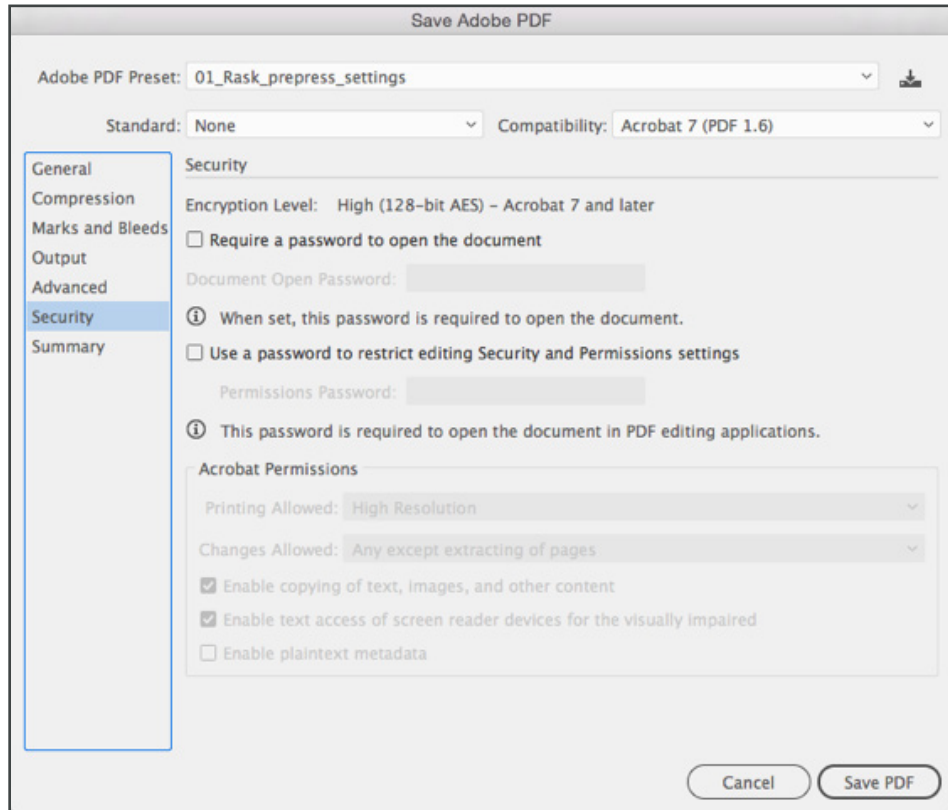 Save Adobe PDF
Adobe PDF Preset: 01_Rask_prepress_settings
Standard: None Compatibility: Acrobat 7 (PDF 1.6)
General
Compression
Marks and Bleeds
Output
Advanced
Security
Summary
Security
Encryption Level: High (128-bit AES) – Acrobat 7 and later
Require a password to open the document
Document Open Password:
When set, this password is required to open the document.
Use a password to restrict editing Security and Permissions settings
Permissions Password:
This password is required to open the document in PDF editing applications.
Acrobat Permissions
Printing Allowed: High Resolution
Changes Allowed: Any except extracting of pages
Enable copying of text, images, and other content
Enable text access of screen reader devices for the visually impaired
Enable plaintext metadata
Cancel Save PDF